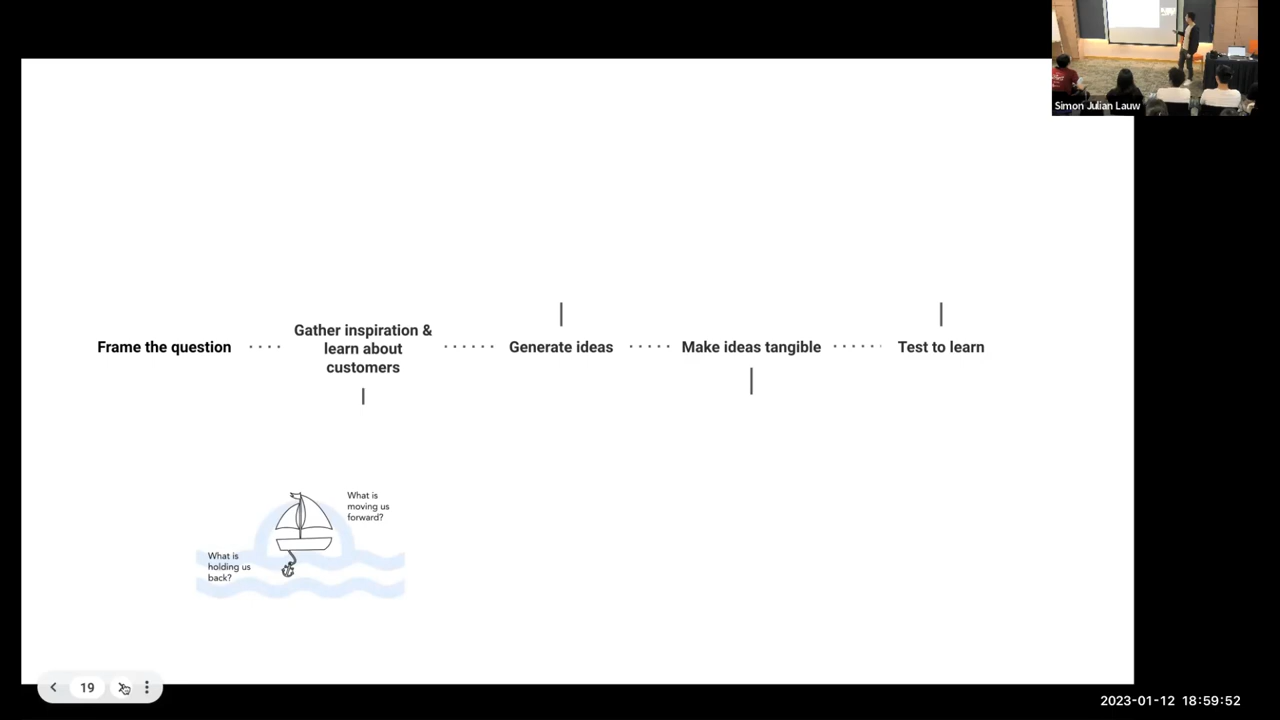 Simon Julian Lauw
Frame the question
Gather inspiration &
learn about
customers
Generate ideas
Make ideas tangible
Test to learn
What is
moving us
forward?
What is
holding us
back?
19
2023-01-12 18:59:52